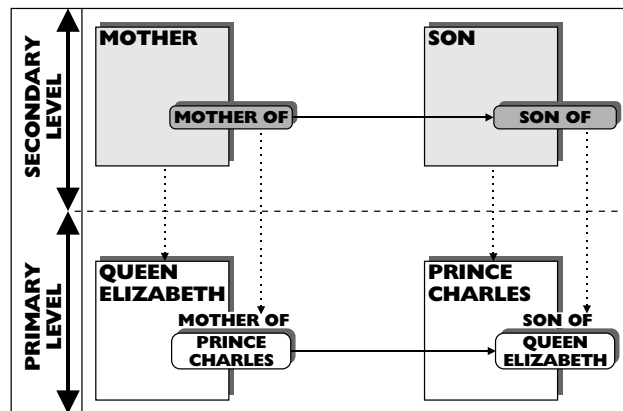 SECONDARY
LEVEL
MOTHER
SON
MOTHER OF
SON OF
PRIMARY
LEVEL
QUEEN
ELIZABETH
PRINCE
CHARLES
MOTHER OF
PRINCE
CHARLES
SON OF
QUEEN
ELIZABETH